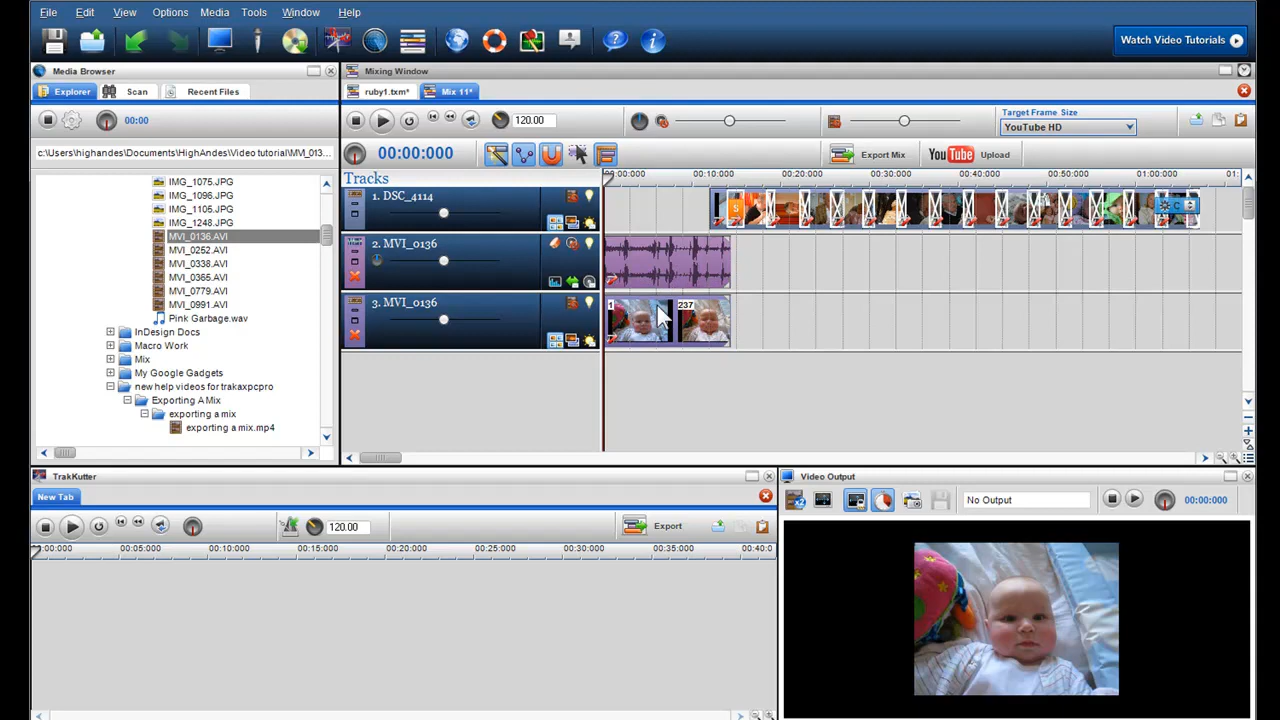 File Edit View Options Media Tools Window Help
Watch Video Tutorials
Media Browser
Explorer Scan Recent Files
00:00
c:\Users\highandes\Documents\HighAndes\Video tutorial\MVI_013...
IMG_1075.JPG
IMG_1096.JPG
IMG_1105.JPG
IMG_1248.JPG
MVI_0136.AVI
MVI_0252.AVI
MVI_0338.AVI
MVI_0365.AVI
MVI_0779.AVI
MVI_0991.AVI
Pink Garbage.wav
InDesign Docs
Macro Work
Mix
My Google Gadgets
new help videos for trakaxpcpro
Exporting A Mix
exporting a mix
exporting a mix.mp4
Mixing Window
ruby1.txm* Mix 11*
120.00
Target Frame Size
YouTube HD
00:00:000
Export Mix
YouTube Upload
Tracks
00:00:000 00:10:000 00:20:000 00:30:000 00:40:000 00:50:000 01:00:000 01:
1. DSC_4114
5
C
2. MVI_0136
3. MVI_0136
1
237
TrakKutter
New Tab
120.00
Export
00:00:000 00:05:000 00:10:000 00:15:000 00:20:000 00:25:000 00:30:000 00:35:000 00:40:0
Video Output
No Output
00:00:000